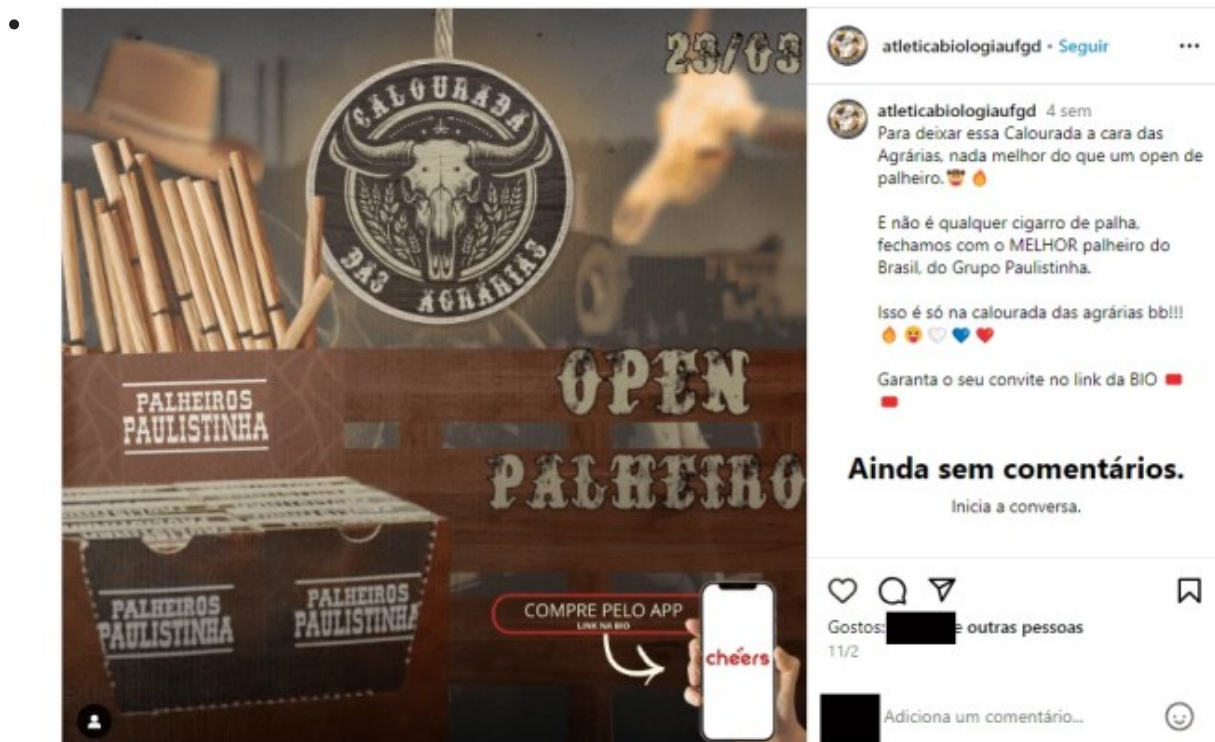 23/03
CALOURADA
DAS AGRÁRIAS
PALHEIROS
PAULISTINHA
OPEN
PALHEIRO
PALHEIROS
PAULISTINHA
PALHEIROS
PAULISTINHA
COMPRE PELO APP
LINK NA BIO
cheers
atleticabiologiaufgd • Seguir
atleticabiologiaufgd 4 sem
Para deixar essa Calourada a cara das
Agrárias, nada melhor do que um open de
palheiro.🤠🔥
E não é qualquer cigarro de palha,
fechamos com o MELHOR palheiro do
Brasil, do Grupo Paulistinha.
Isso é só na calourada das agrárias bb!!!
🔥😝🤍💙❤️
Garanta o seu convite no link da BIO 🟥
🟥
Ainda sem comentários.
Inicia a conversa.
Gostos: e outras pessoas
11/2
Adiciona um comentário...